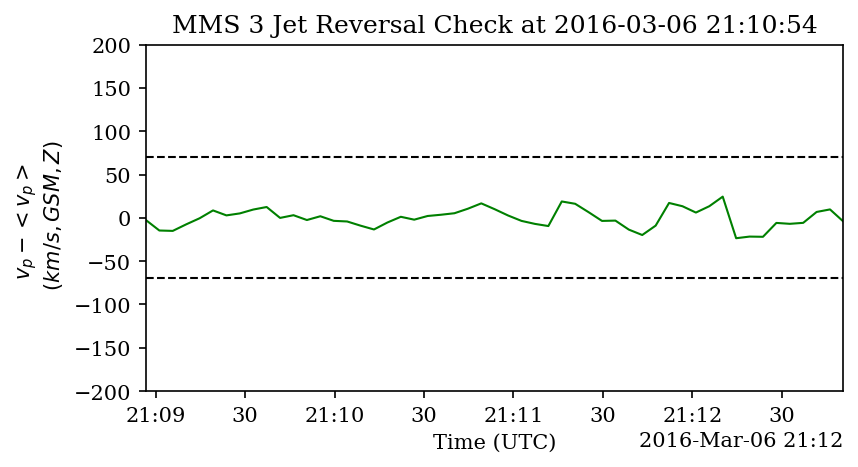 MMS 3 Jet Reversal Check at 2016-03-06 21:10:54
200
150
100
50
0
−50
−100
−150
−200
v_p − < v_p >
(km/s, GSM, Z)
21:09 30 21:10 30 21:11 30 21:12 30
Time (UTC)
2016-Mar-06 21:12